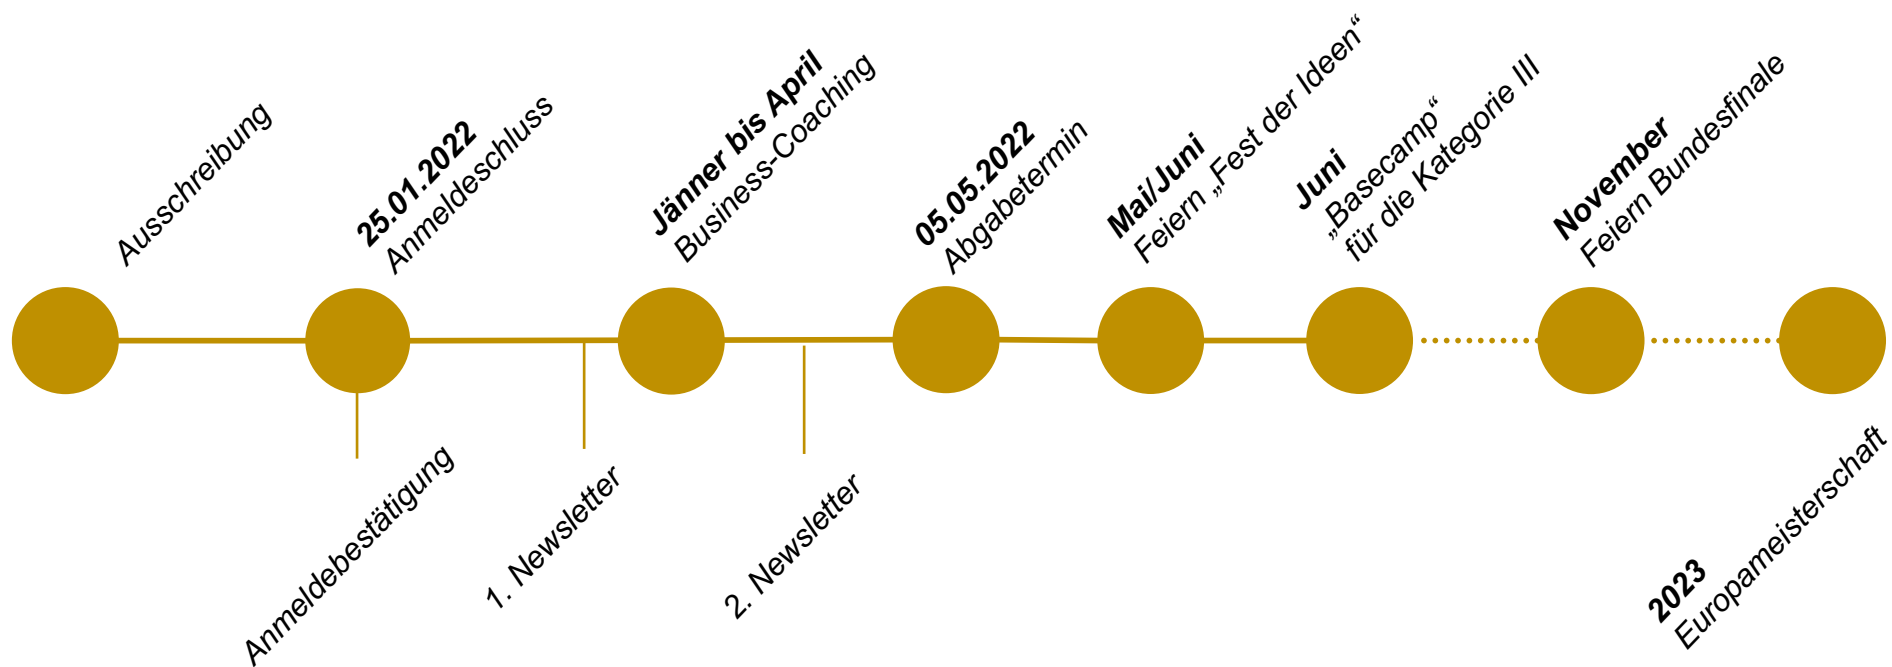 Ausschreibung
25.01.2022
Anmeldeschluss
Jänner bis April
Business-Coaching
05.05.2022
Abgabetermin
Mai/Juni
Feiern „Fest der Ideen“
Juni
„Basecamp“
für die Kategorie III
November
Feiern Bundesfinale
Anmeldebestätigung
1. Newsletter
2. Newsletter
2023
Europameisterschaft